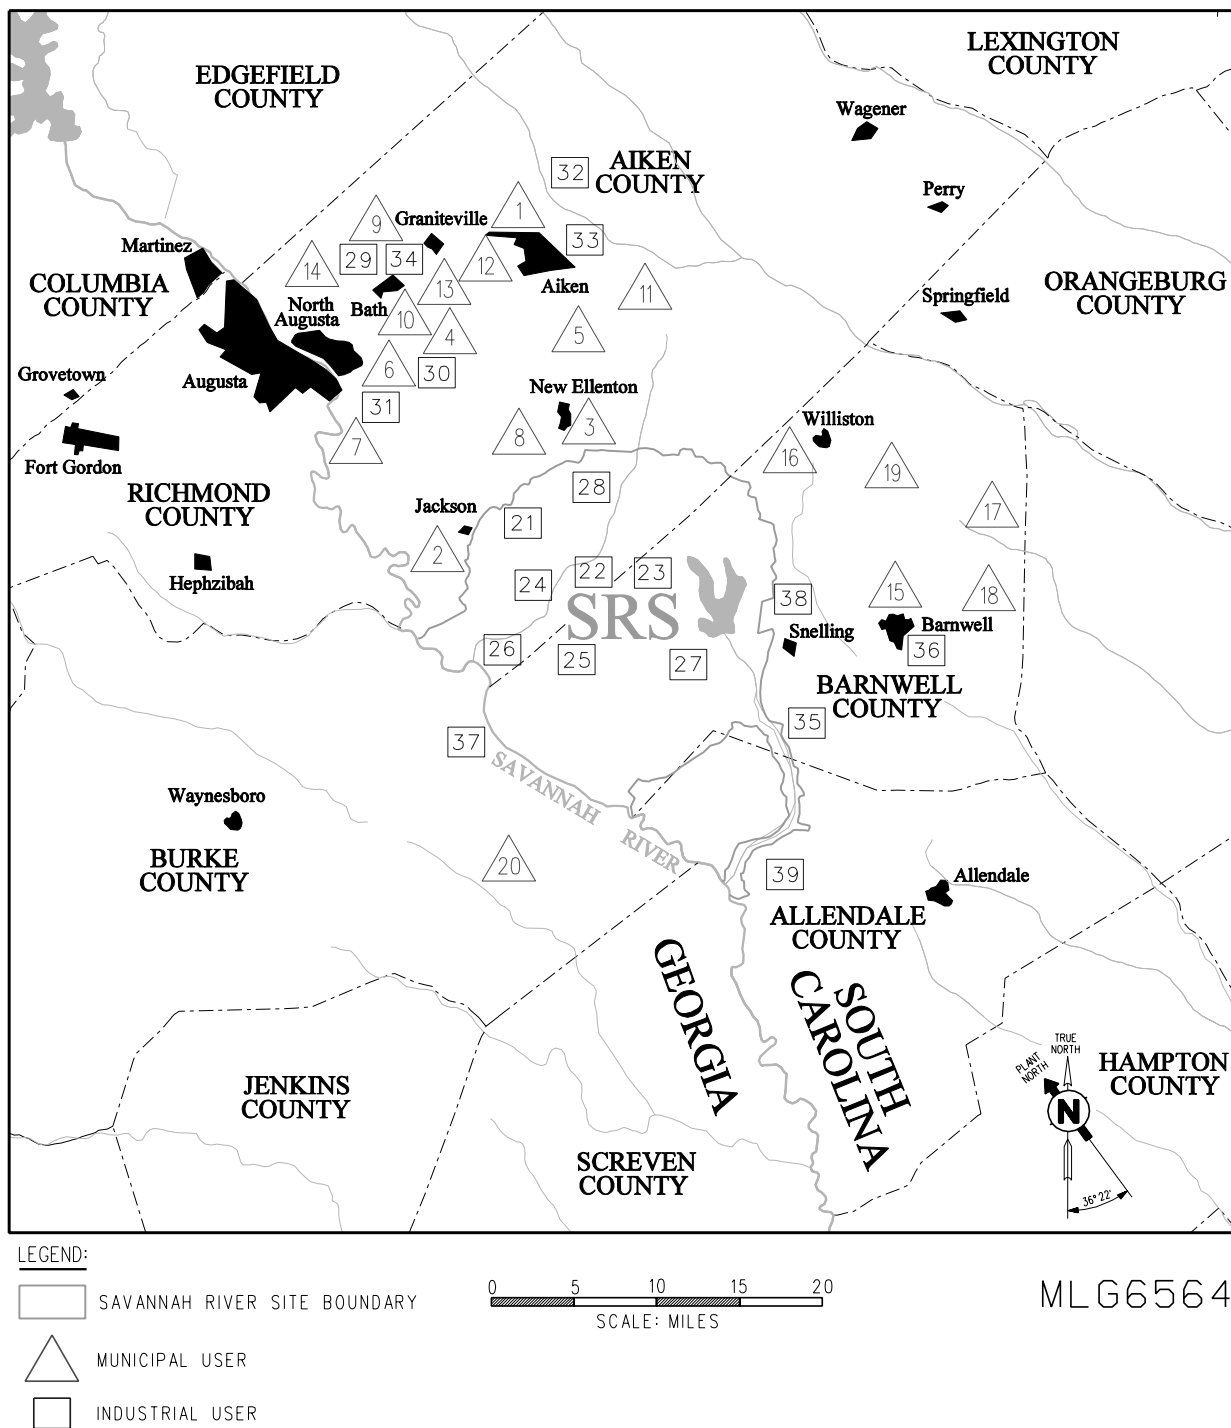 LEXINGTON
COUNTY
EDGEFIELD
COUNTY
Wagener
AIKEN
COUNTY
32
Perry
1
9
Graniteville
33
Martinez
14
29
34
12
COLUMBIA
COUNTY
13
Aiken
11
ORANGEBURG
COUNTY
North
Augusta
Bath
Springfield
10
4
5
Grovetown
Augusta
6
30
New Ellenton
31
7
8
3
Williston
Fort Gordon
16
19
RICHMOND
COUNTY
28
Jackson
21
17
2
Hephzibah
24
22
23
SRS
38
15
18
Snelling
Barnwell
36
26
25
27
BARNWELL
COUNTY
35
37
SAVANNAH RIVER
Waynesboro
BURKE
COUNTY
20
39
Allendale
ALLENDALE
COUNTY
GEORGIA
SOUTH
CAROLINA
TRUE
NORTH
PLANT
NORTH
N
36° 22'
HAMPTON
COUNTY
JENKINS
COUNTY
SCREVEN
COUNTY
LEGEND:
SAVANNAH RIVER SITE BOUNDARY
MUNICIPAL USER
INDUSTRIAL USER
0 5 10 15 20
SCALE: MILES
MLG6564